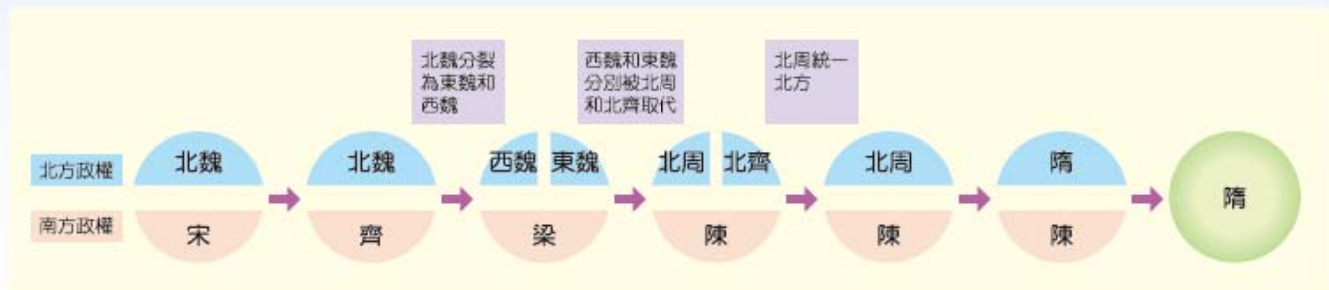 北魏分裂
為東魏和
西魏
西魏和東魏
分別被北周
和北齊取代
北周統一
北方
北方政權
北魏
北魏
西魏
東魏
北周
北齊
北周
隋
隋
南方政權
宋
齊
梁
陳
陳
陳